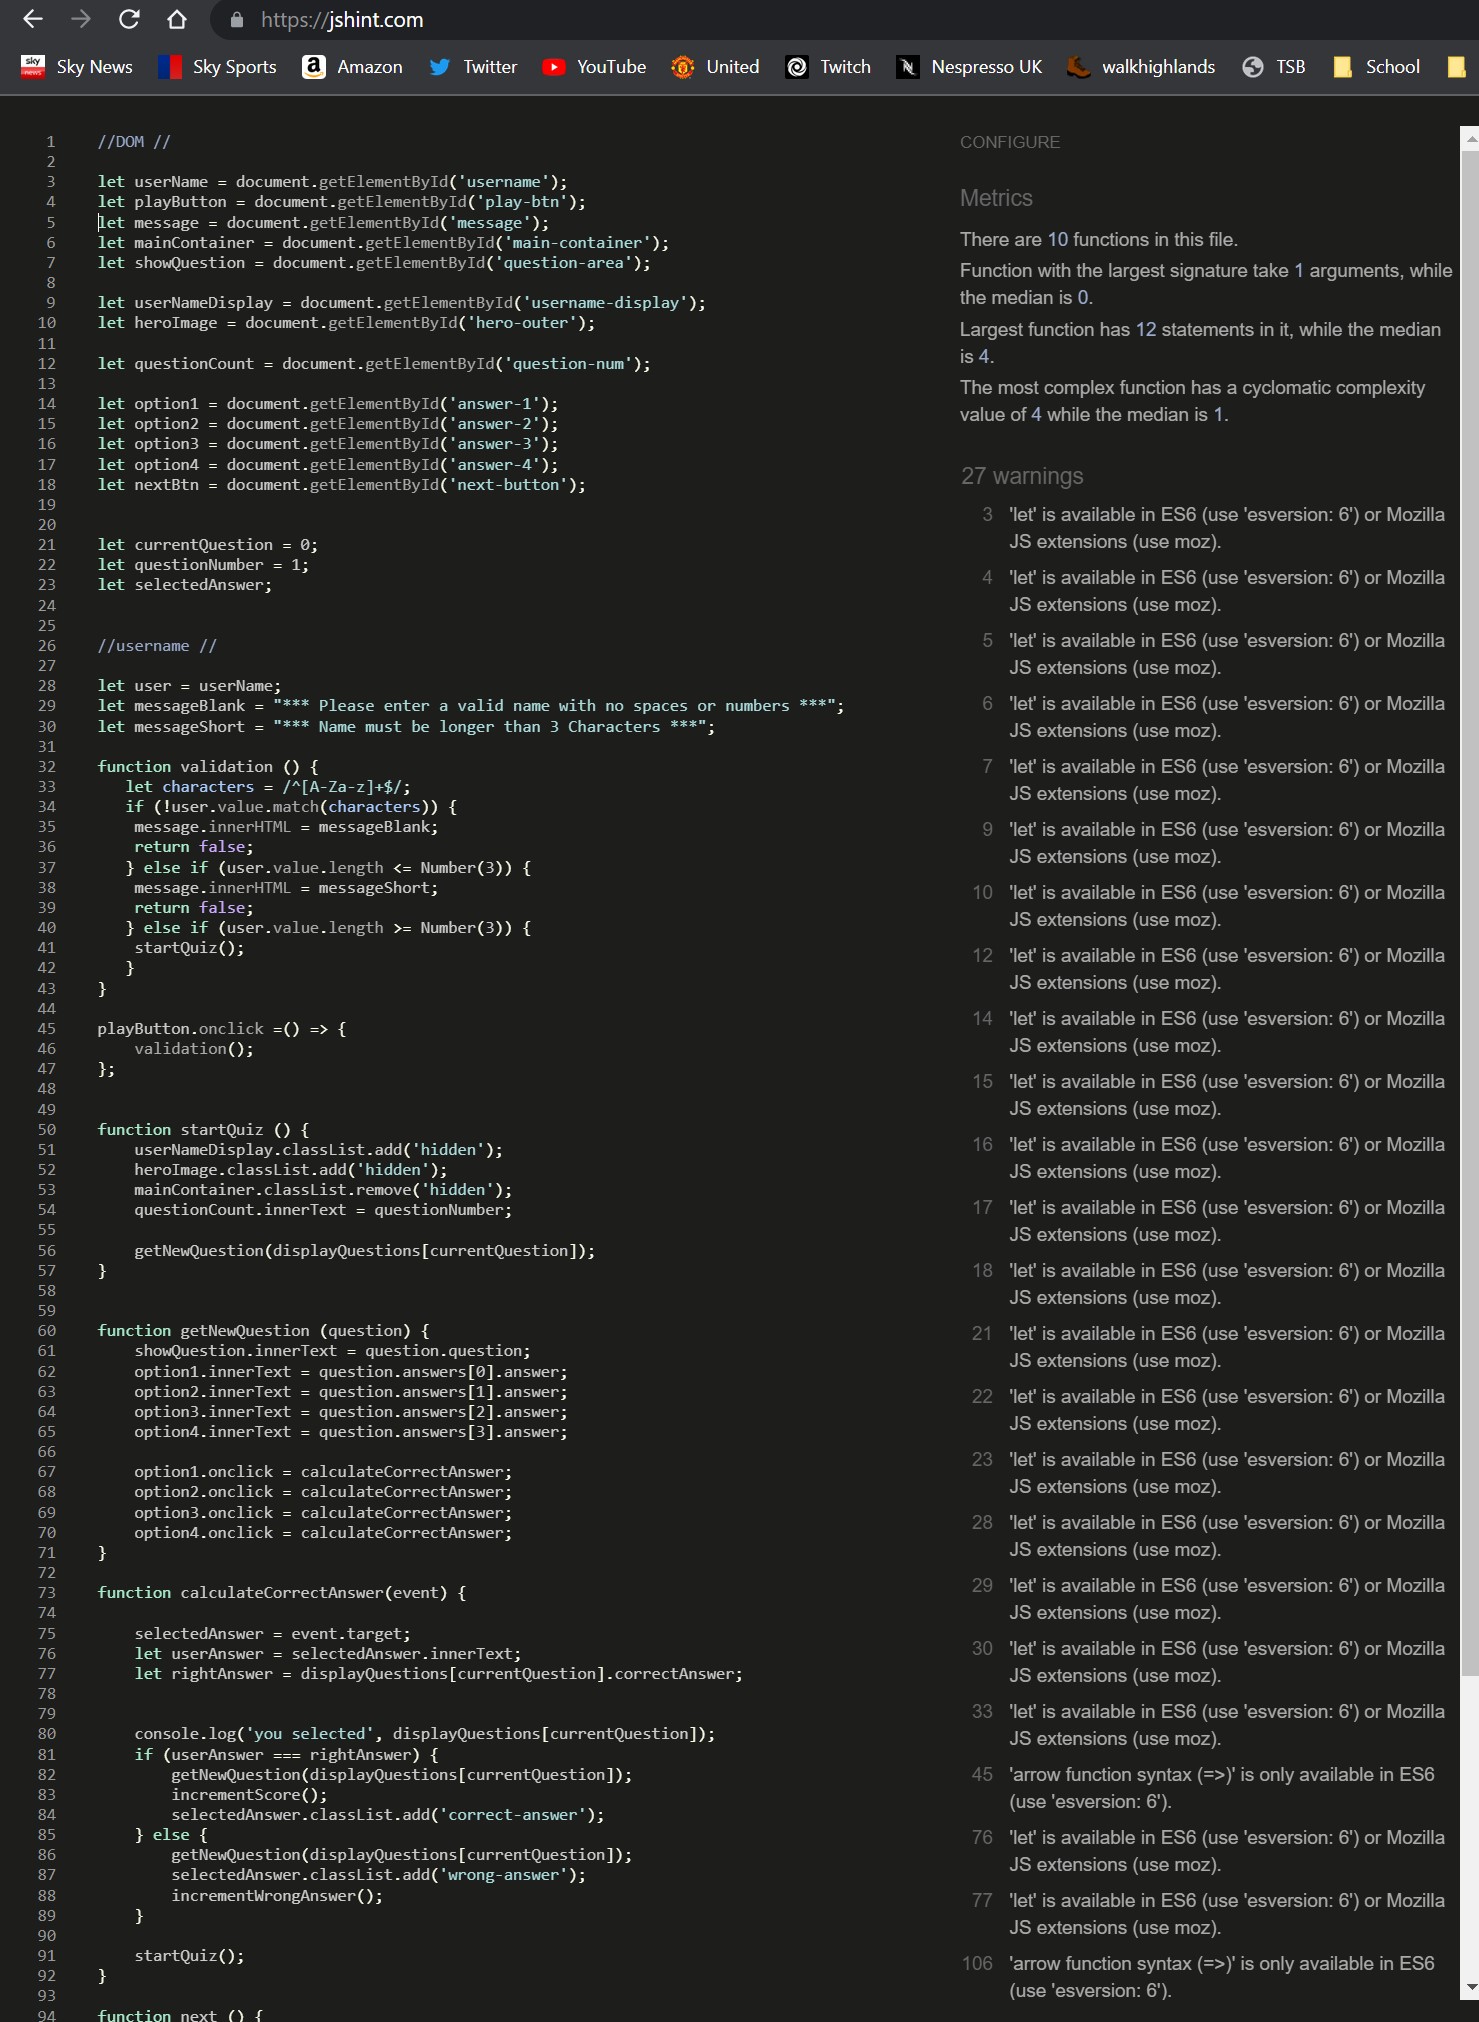 https://jshint.com
Sky News Sky Sports Amazon Twitter YouTube United Twitch Nespresso UK walkhighlands TSB School
1 //DOM //
2
3 let userName = document.getElementById('username');
4 let playButton = document.getElementById('play-btn');
5 let message = document.getElementById('message');
6 let mainContainer = document.getElementById('main-container');
7 let showQuestion = document.getElementById('question-area');
8
9 let userNameDisplay = document.getElementById('username-display');
10 let heroImage = document.getElementById('hero-outer');
11
12 let questionCount = document.getElementById('question-num');
13
14 let option1 = document.getElementById('answer-1');
15 let option2 = document.getElementById('answer-2');
16 let option3 = document.getElementById('answer-3');
17 let option4 = document.getElementById('answer-4');
18 let nextBtn = document.getElementById('next-button');
19
20
21 let currentQuestion = 0;
22 let questionNumber = 1;
23 let selectedAnswer;
24
25
26 //username //
27
28 let user = userName;
29 let messageBlank = "*** Please enter a valid name with no spaces or numbers ***";
30 let messageShort = "*** Name must be longer than 3 Characters ***";
31
32 function validation () {
33 let characters = /^[A-Za-z]+$/;
34 if (!user.value.match(characters)) {
35 message.innerHTML = messageBlank;
36 return false;
37 } else if (user.value.length <= Number(3)) {
38 message.innerHTML = messageShort;
39 return false;
40 } else if (user.value.length >= Number(3)) {
41 startQuiz();
42 }
43 }
44
45 playButton.onclick =() => {
46 validation();
47 };
48
49
50 function startQuiz () {
51 userNameDisplay.classList.add('hidden');
52 heroImage.classList.add('hidden');
53 mainContainer.classList.remove('hidden');
54 questionCount.innerText = questionNumber;
55
56 getNewQuestion(displayQuestions[currentQuestion]);
57 }
58
59
60 function getNewQuestion (question) {
61 showQuestion.innerText = question.question;
62 option1.innerText = question.answers[0].answer;
63 option2.innerText = question.answers[1].answer;
64 option3.innerText = question.answers[2].answer;
65 option4.innerText = question.answers[3].answer;
66
67 option1.onclick = calculateCorrectAnswer;
68 option2.onclick = calculateCorrectAnswer;
69 option3.onclick = calculateCorrectAnswer;
70 option4.onclick = calculateCorrectAnswer;
71 }
72
73 function calculateCorrectAnswer(event) {
74
75 selectedAnswer = event.target;
76 let userAnswer = selectedAnswer.innerText;
77 let rightAnswer = displayQuestions[currentQuestion].correctAnswer;
78
79
80 console.log('you selected', displayQuestions[currentQuestion]);
81 if (userAnswer === rightAnswer) {
82 getNewQuestion(displayQuestions[currentQuestion]);
83 incrementScore();
84 selectedAnswer.classList.add('correct-answer');
85 } else {
86 getNewQuestion(displayQuestions[currentQuestion]);
87 selectedAnswer.classList.add('wrong-answer');
88 incrementWrongAnswer();
89 }
90
91 startQuiz();
92 }
93
94 function next () {
CONFIGURE
Metrics
There are 10 functions in this file.
Function with the largest signature take 1 arguments, while
the median is 0.
Largest function has 12 statements in it, while the median
is 4.
The most complex function has a cyclomatic complexity
value of 4 while the median is 1.
27 warnings
3 'let' is available in ES6 (use 'esversion: 6') or Mozilla
JS extensions (use moz).
4 'let' is available in ES6 (use 'esversion: 6') or Mozilla
JS extensions (use moz).
5 'let' is available in ES6 (use 'esversion: 6') or Mozilla
JS extensions (use moz).
6 'let' is available in ES6 (use 'esversion: 6') or Mozilla
JS extensions (use moz).
7 'let' is available in ES6 (use 'esversion: 6') or Mozilla
JS extensions (use moz).
9 'let' is available in ES6 (use 'esversion: 6') or Mozilla
JS extensions (use moz).
10 'let' is available in ES6 (use 'esversion: 6') or Mozilla
JS extensions (use moz).
12 'let' is available in ES6 (use 'esversion: 6') or Mozilla
JS extensions (use moz).
14 'let' is available in ES6 (use 'esversion: 6') or Mozilla
JS extensions (use moz).
15 'let' is available in ES6 (use 'esversion: 6') or Mozilla
JS extensions (use moz).
16 'let' is available in ES6 (use 'esversion: 6') or Mozilla
JS extensions (use moz).
17 'let' is available in ES6 (use 'esversion: 6') or Mozilla
JS extensions (use moz).
18 'let' is available in ES6 (use 'esversion: 6') or Mozilla
JS extensions (use moz).
21 'let' is available in ES6 (use 'esversion: 6') or Mozilla
JS extensions (use moz).
22 'let' is available in ES6 (use 'esversion: 6') or Mozilla
JS extensions (use moz).
23 'let' is available in ES6 (use 'esversion: 6') or Mozilla
JS extensions (use moz).
28 'let' is available in ES6 (use 'esversion: 6') or Mozilla
JS extensions (use moz).
29 'let' is available in ES6 (use 'esversion: 6') or Mozilla
JS extensions (use moz).
30 'let' is available in ES6 (use 'esversion: 6') or Mozilla
JS extensions (use moz).
33 'let' is available in ES6 (use 'esversion: 6') or Mozilla
JS extensions (use moz).
45 'arrow function syntax (=>)' is only available in ES6
(use 'esversion: 6').
76 'let' is available in ES6 (use 'esversion: 6') or Mozilla
JS extensions (use moz).
77 'let' is available in ES6 (use 'esversion: 6') or Mozilla
JS extensions (use moz).
106 'arrow function syntax (=>)' is only available in ES6
(use 'esversion: 6').